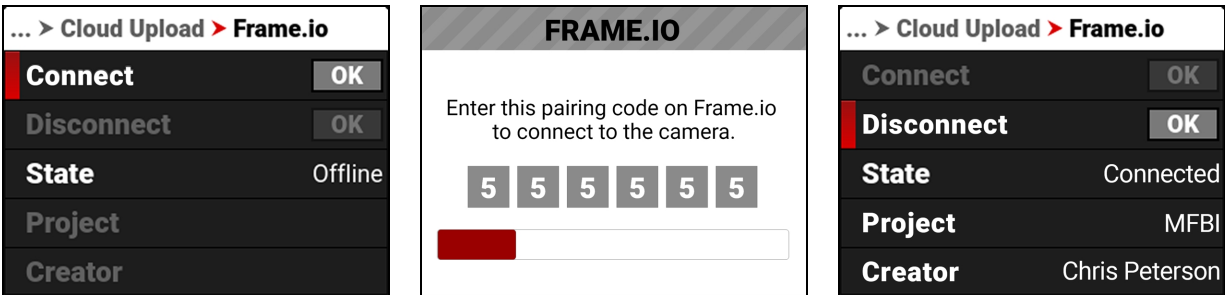 ... ➤ Cloud Upload ➤ Frame.io
Connect OK
Disconnect OK
State Offline
Project
Creator
FRAME.IO
Enter this pairing code on Frame.io
to connect to the camera.
5 5 5 5 5 5
... ➤ Cloud Upload ➤ Frame.io
Connect OK
Disconnect OK
State Connected
Project MFBI
Creator Chris Peterson